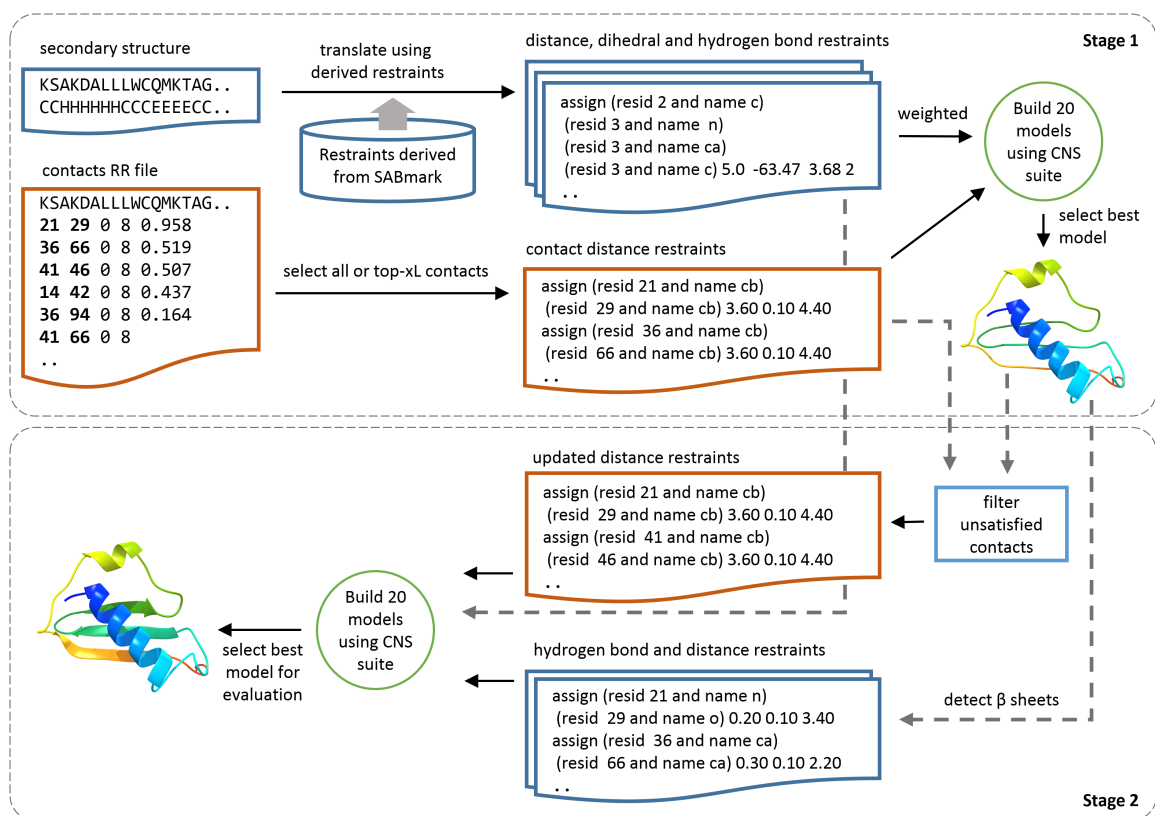 Stage 1
secondary structure
KSAKDALLLWCQMKTAG..
CCHHHHHHCCCEEEECC..
translate using
derived restraints
Restraints derived
from SABmark
distance, dihedral and hydrogen bond restraints
assign (resid 2 and name c)
(resid 3 and name n)
(resid 3 and name ca)
(resid 3 and name c) 5.0 -63.47 3.68 2
..
weighted
Build 20
models
using CNS
suite
select best
model
contacts RR file
KSAKDALLLWCQMKTAG..
21 29 0 8 0.958
36 66 0 8 0.519
41 46 0 8 0.507
14 42 0 8 0.437
36 94 0 8 0.164
41 66 0 8
..
select all or top-xL contacts
contact distance restraints
assign (resid 21 and name cb)
(resid 29 and name cb) 3.60 0.10 4.40
assign (resid 36 and name cb)
(resid 66 and name cb) 3.60 0.10 4.40
..
updated distance restraints
assign (resid 21 and name cb)
(resid 29 and name cb) 3.60 0.10 4.40
assign (resid 41 and name cb)
(resid 46 and name cb) 3.60 0.10 4.40
..
filter
unsatisfied
contacts
Build 20
models
using CNS
suite
select best
model for
evaluation
hydrogen bond and distance restraints
assign (resid 21 and name n)
(resid 29 and name o) 0.20 0.10 3.40
assign (resid 36 and name ca)
(resid 66 and name ca) 0.30 0.10 2.20
..
detect β sheets
Stage 2